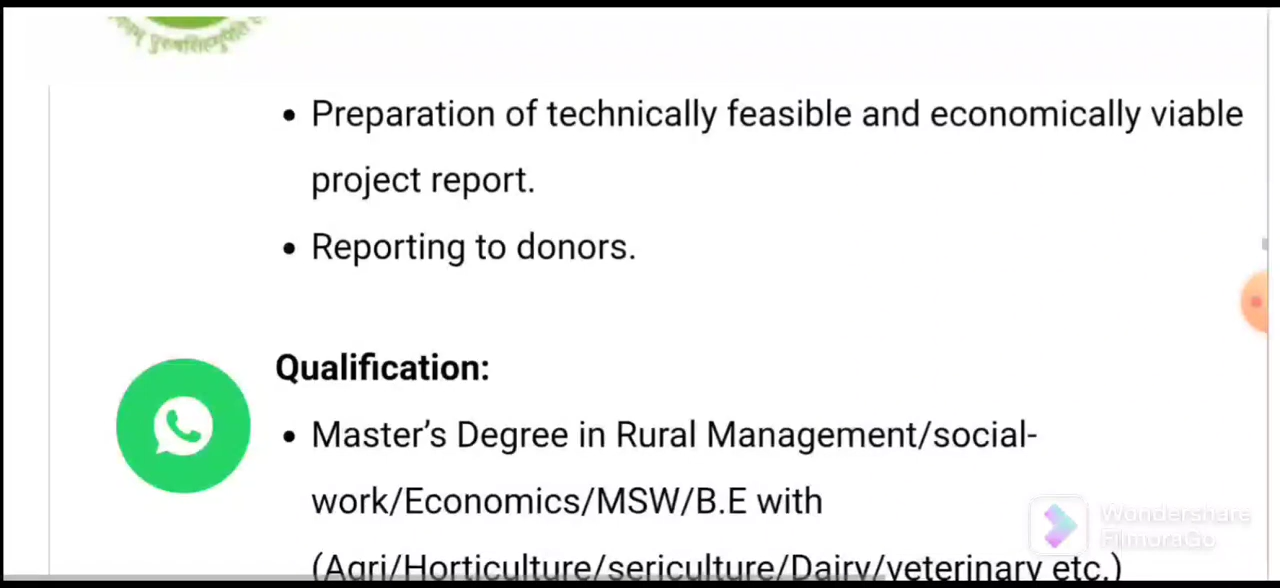 • Preparation of technically feasible and economically viable
project report.
• Reporting to donors.
Qualification:
• Master’s Degree in Rural Management/social-
work/Economics/MSW/B.E with
(Agri/Horticulture/sericulture/Dairy/veterinary etc.)
Wondershare
FilmoraGo